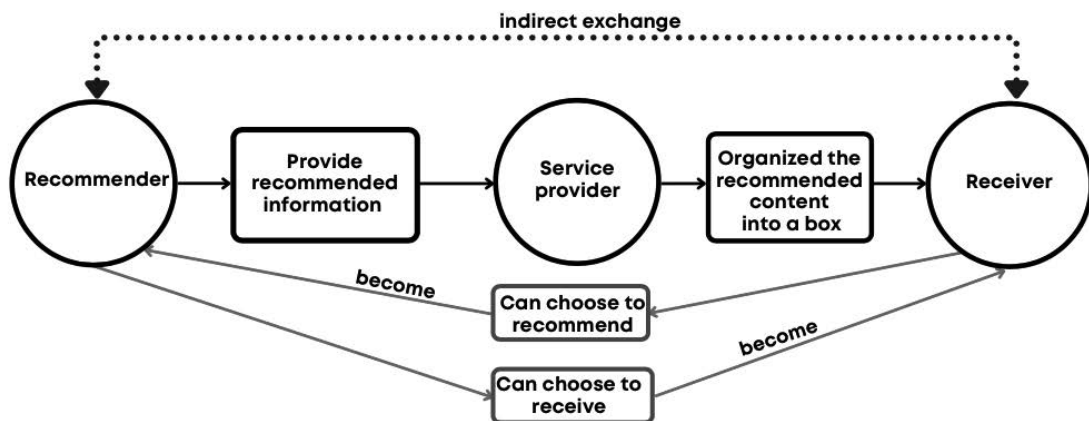 indirect exchange
Recommender
Provide
recommended
information
Service
provider
Organized the
recommended
content
into a box
Receiver
become
Can choose to
recommend
become
Can choose to
receive